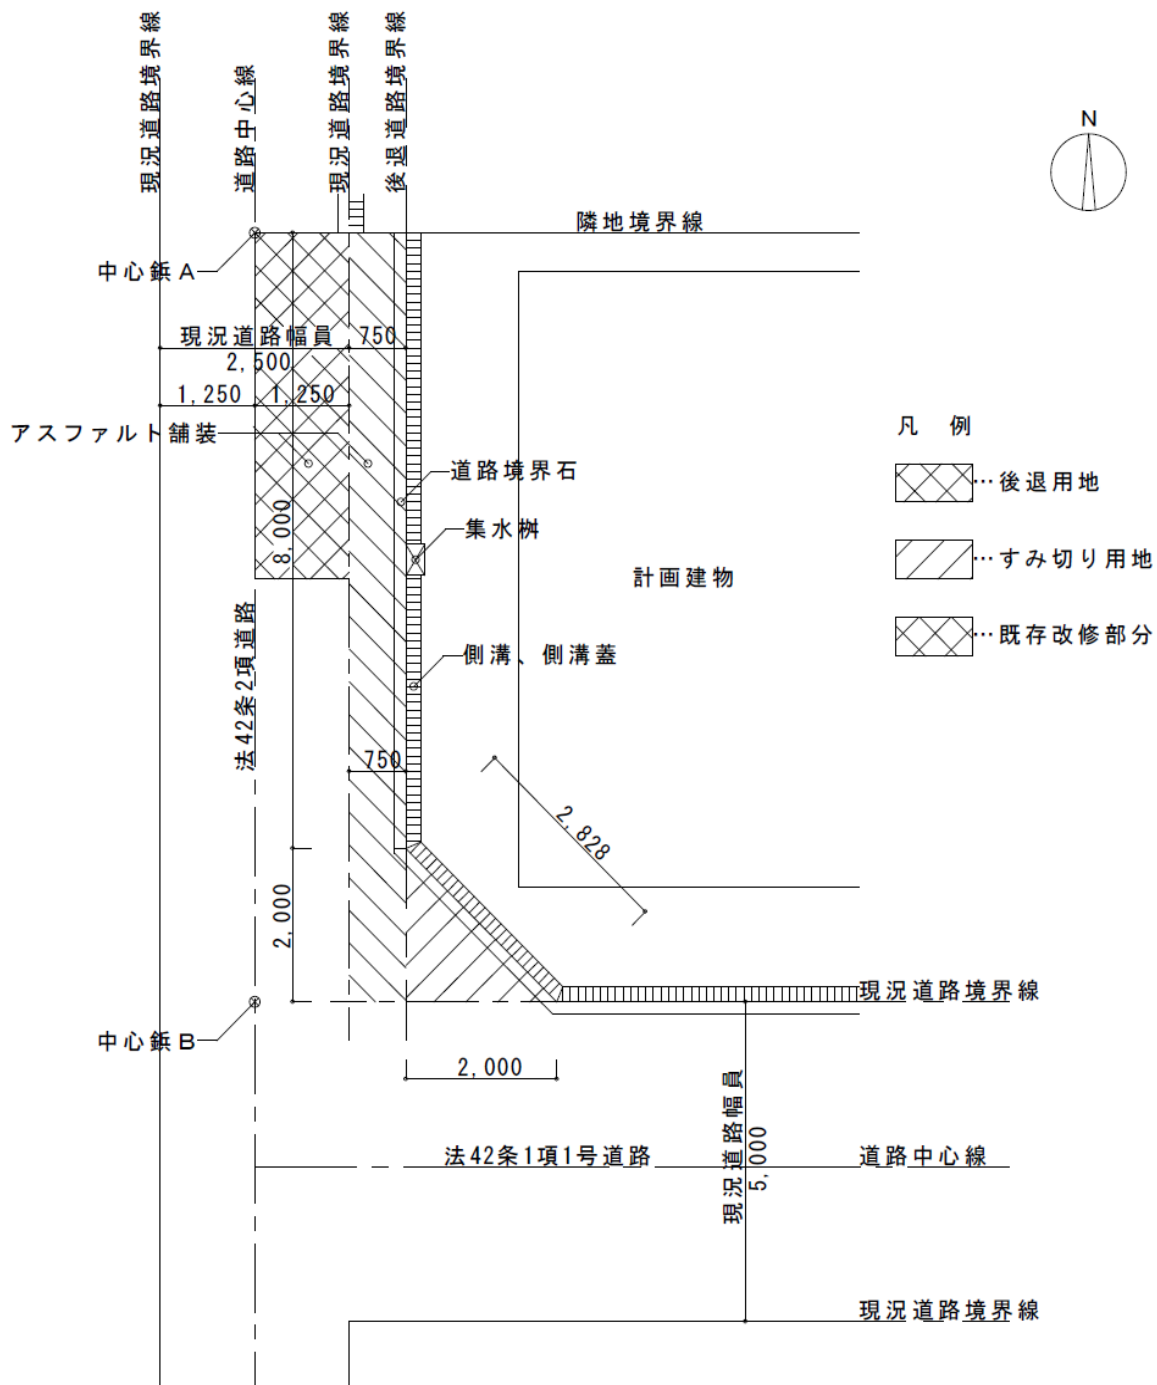 現況道路境界線
道路中心線
現況道路境界線
後退道路境界線
N
隣地境界線
中心鋲A
現況道路幅員
2,500
750
1,250
1,250
アスファルト舗装
道路境界石
集水桝
8,000
計画建物
凡 例
…後退用地
…すみ切り用地
…既存改修部分
側溝、側溝蓋
法42条2項道路
750
2,828
2,000
中心鋲B
現況道路境界線
2,000
現況道路幅員
5,000
法42条1項1号道路
道路中心線
現況道路境界線